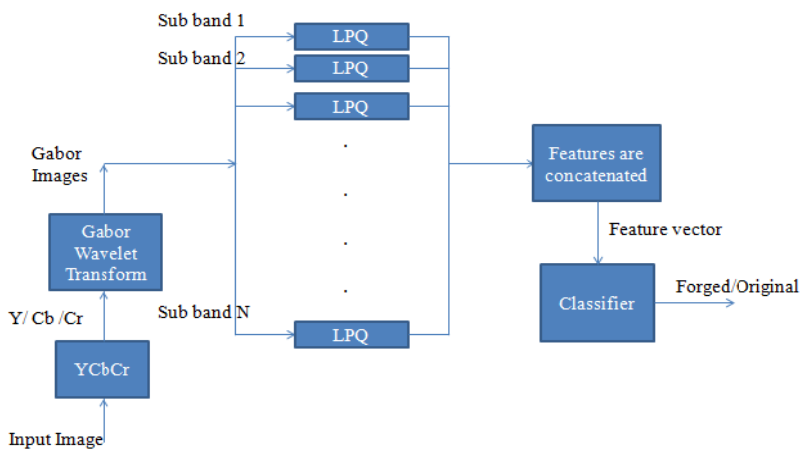 Sub band 1
LPQ
Sub band 2
LPQ
LPQ
Gabor
Images
Features are
concatenated
Gabor
Wavelet
Transform
Feature vector
Y/ Cb /Cr
Sub band N
LPQ
Classifier
Forged/Original
YCbCr
Input Image